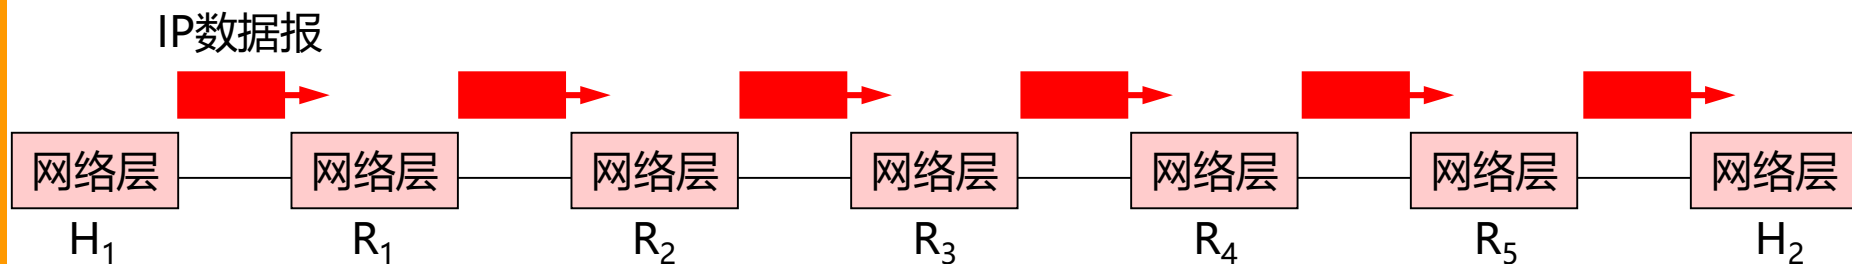 IP数据报
网络层 网络层 网络层 网络层 网络层 网络层 网络层
H₁ R₁ R₂ R₃ R₄ R₅ H₂